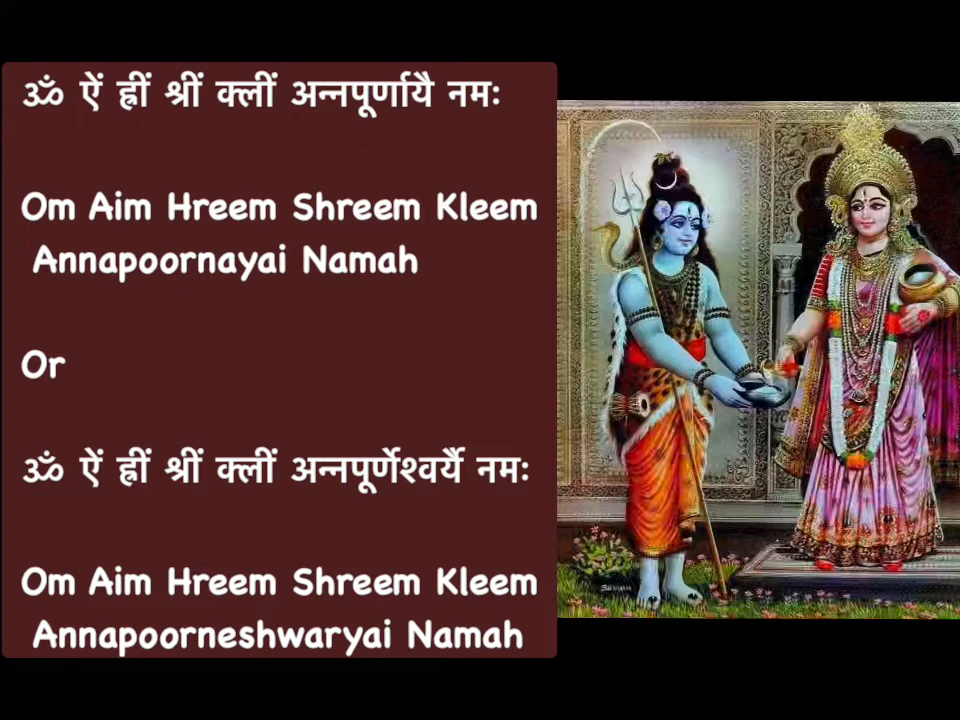 ॐ ऐं ह्रीं श्रीं क्लीं अन्नपूर्णायै नमः
Om Aim Hreem Shreem Kleem
Annapoornayai Namah
Or
ॐ ऐं ह्रीं श्रीं क्लीं अन्नपूर्णेश्वर्यै नमः
Om Aim Hreem Shreem Kleem
Annapoorneshwaryai Namah